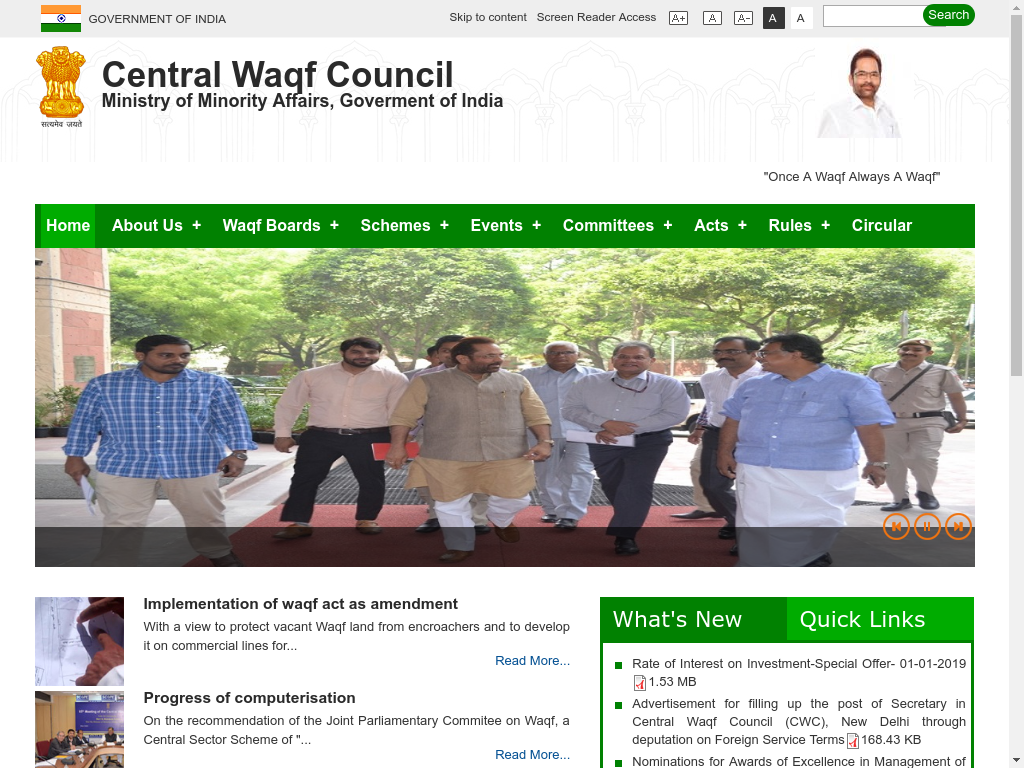 GOVERNMENT OF INDIA
Skip to content Screen Reader Access A+ A A- A A Search
सत्यमेव जयते
Central Waqf Council
Ministry of Minority Affairs, Goverment of India
"Once A Waqf Always A Waqf"
Home About Us + Waqf Boards + Schemes + Events + Committees + Acts + Rules + Circular
Implementation of waqf act as amendment
With a view to protect vacant Waqf land from encroachers and to develop
it on commercial lines for...
Read More...
Progress of computerisation
On the recommendation of the Joint Parliamentary Commitee on Waqf, a
Central Sector Scheme of "...
Read More...
What's New Quick Links
Rate of Interest on Investment-Special Offer- 01-01-2019
1.53 MB
Advertisement for filling up the post of Secretary in
Central Waqf Council (CWC), New Delhi through
deputation on Foreign Service Terms 168.43 KB
Nominations for Awards of Excellence in Management of